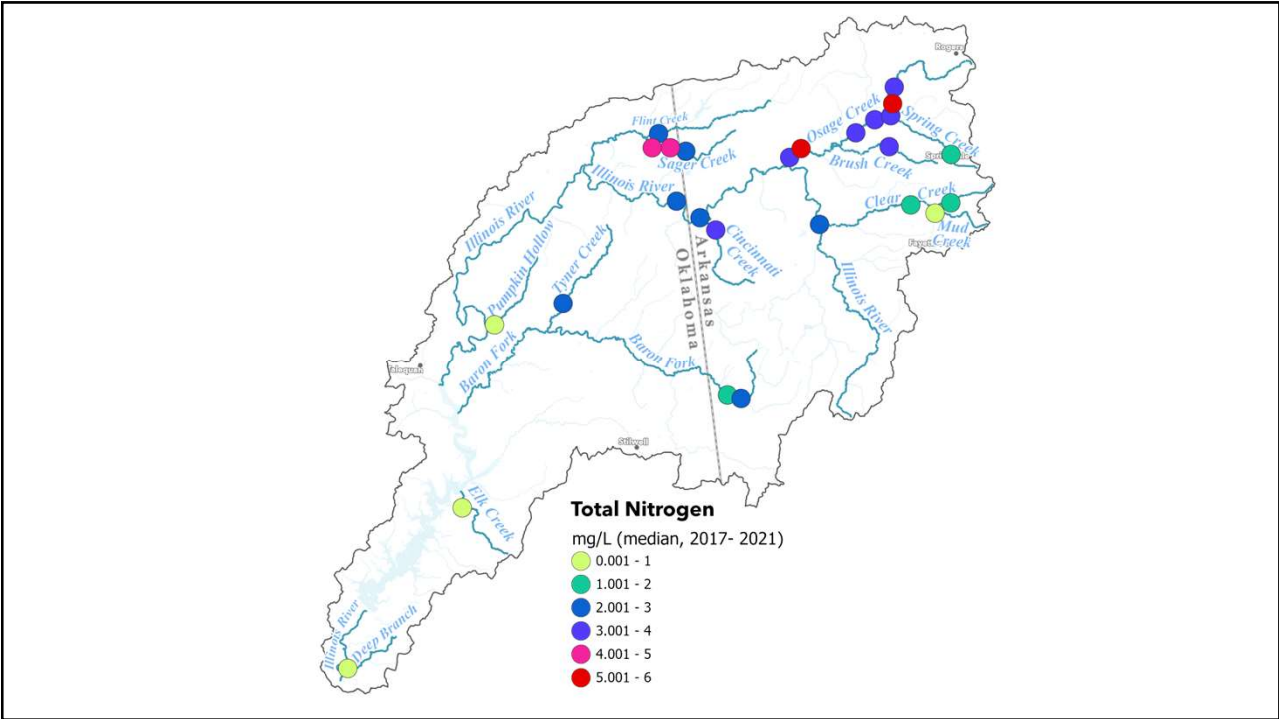 Rogers
Osage Creek
Spring Creek
Flint Creek
Sager Creek
Brush Creek
Illinois River
Clear Creek
Mud
Creek
Illinois River
Cincinnati
Creek
Arkansas
Oklahoma
Pumpkin Hollow
Tyner Creek
Illinois River
Baron Fork
Baron Fork
Stilwell
Elk Creek
Illinois River
Deep Branch
Total Nitrogen
mg/L (median, 2017- 2021)
0.001 - 1
1.001 - 2
2.001 - 3
3.001 - 4
4.001 - 5
5.001 - 6